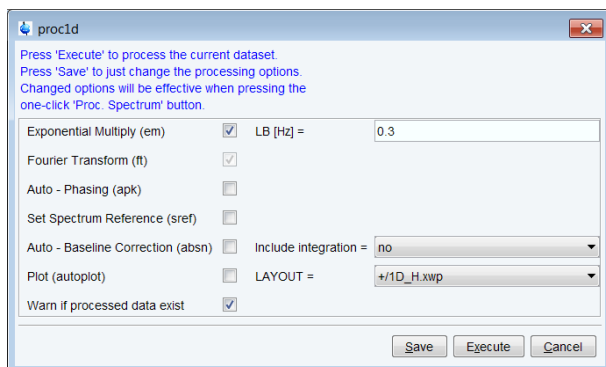 proc1d
Press 'Execute' to process the current dataset.
Press 'Save' to just change the processing options.
Changed options will be effective when pressing the
one-click 'Proc. Spectrum' button.
Exponential Multiply (em) LB [Hz] = 0.3
Fourier Transform (ft)
Auto - Phasing (apk)
Set Spectrum Reference (sref)
Auto - Baseline Correction (absn) Include integration = no
Plot (autoplot) LAYOUT = +/1D_H.xwp
Warn if processed data exist
Save Execute Cancel